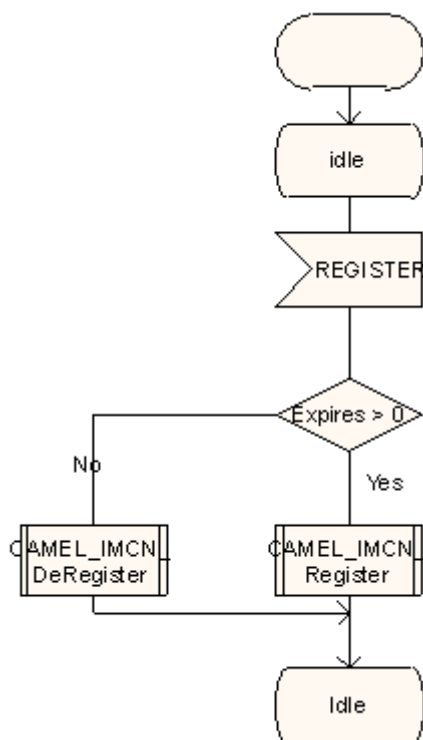 idle
REGISTER
Expires > 0
No
Yes
CAMEL_IMCN_
DeRegister
CAMEL_IMCN_
Register
Idle